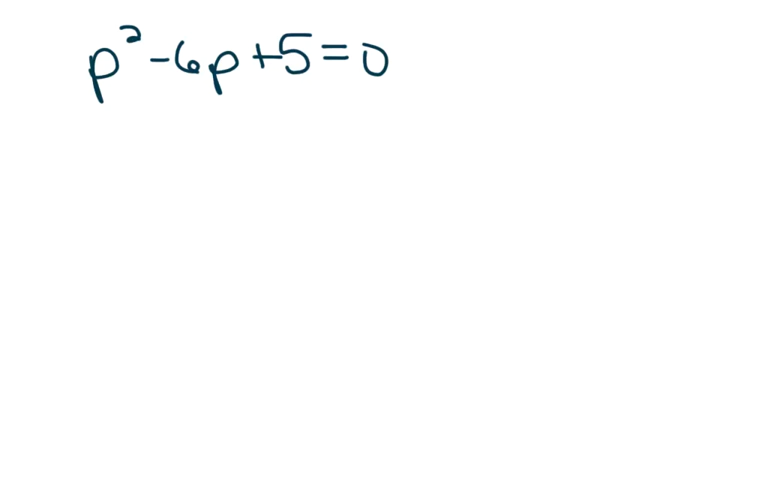 p² -6p +5 = 0